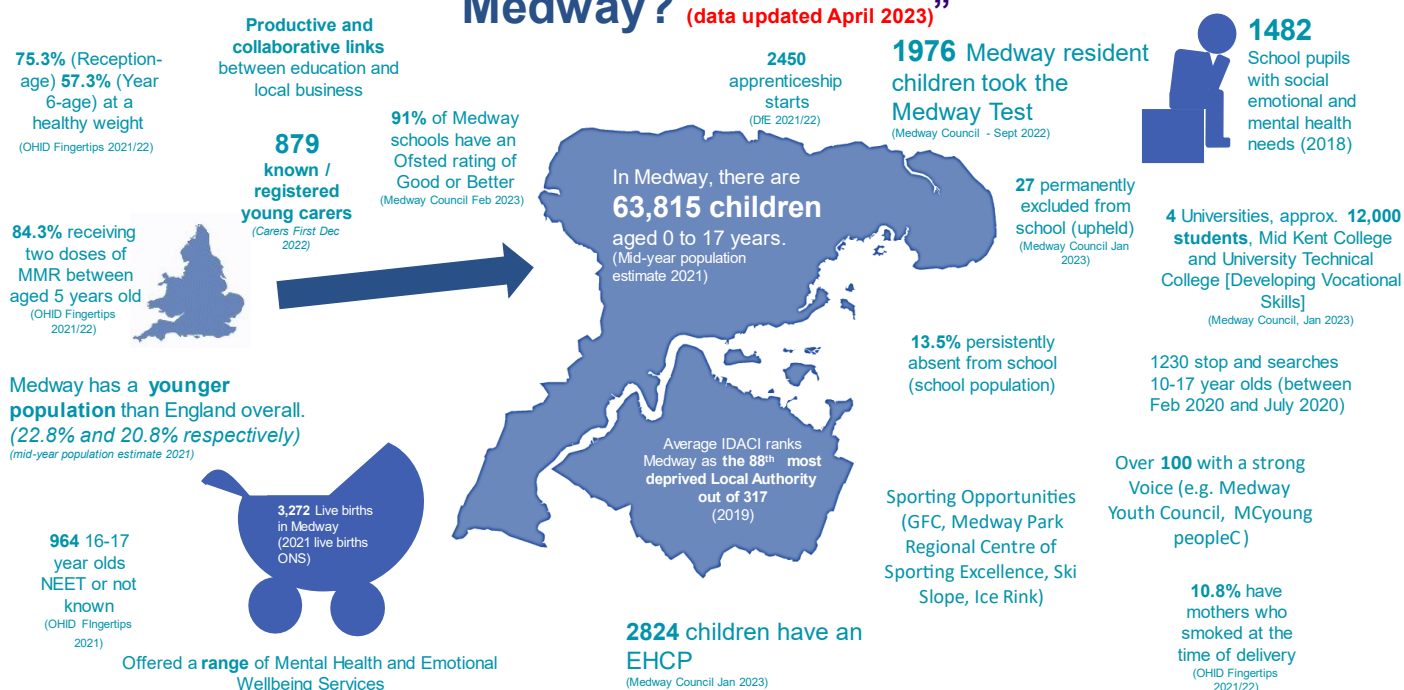 Medway? (data updated April 2023)”
Productive and
collaborative links
between education and
local business
75.3% (Reception-
age) 57.3% (Year
6-age) at a
healthy weight
(OHID Fingertips 2021/22)
879
known /
registered
young carers
(Carers First Dec
2022)
91% of Medway
schools have an
Ofsted rating of
Good or Better
(Medway Council Feb 2023)
2450
apprenticeship
starts
(DfE 2021/22)
1976 Medway resident
children took the
Medway Test
(Medway Council - Sept 2022)
1482
School pupils
with social
emotional and
mental health
needs (2018)
In Medway, there are
63,815 children
aged 0 to 17 years.
(Mid-year population
estimate 2021)
27 permanently
excluded from
school (upheld)
(Medway Council Jan
2023)
4 Universities, approx. 12,000
students, Mid Kent College
and University Technical
College [Developing Vocational
Skills]
(Medway Council, Jan 2023)
84.3% receiving
two doses of
MMR between
aged 5 years old
(OHID Fingertips
2021/22)
13.5% persistently
absent from school
(school population)
1230 stop and searches
10-17 year olds (between
Feb 2020 and July 2020)
Medway has a younger
population than England overall.
(22.8% and 20.8% respectively)
(mid-year population estimate 2021)
Average IDACI ranks
Medway as the 88th most
deprived Local Authority
out of 317
(2019)
Over 100 with a strong
Voice (e.g. Medway
Youth Council, MCyoung
peopleC )
3,272 Live births
in Medway
(2021 live births
ONS)
Sporting Opportunities
(GFC, Medway Park
Regional Centre of
Sporting Excellence, Ski
Slope, Ice Rink)
964 16-17
year olds
NEET or not
known
(OHID FIngertips
2021)
10.8% have
mothers who
smoked at the
time of delivery
(OHID Fingertips
2021/22)
2824 children have an
EHCP
(Medway Council Jan 2023)
Offered a range of Mental Health and Emotional
Wellbeing Services